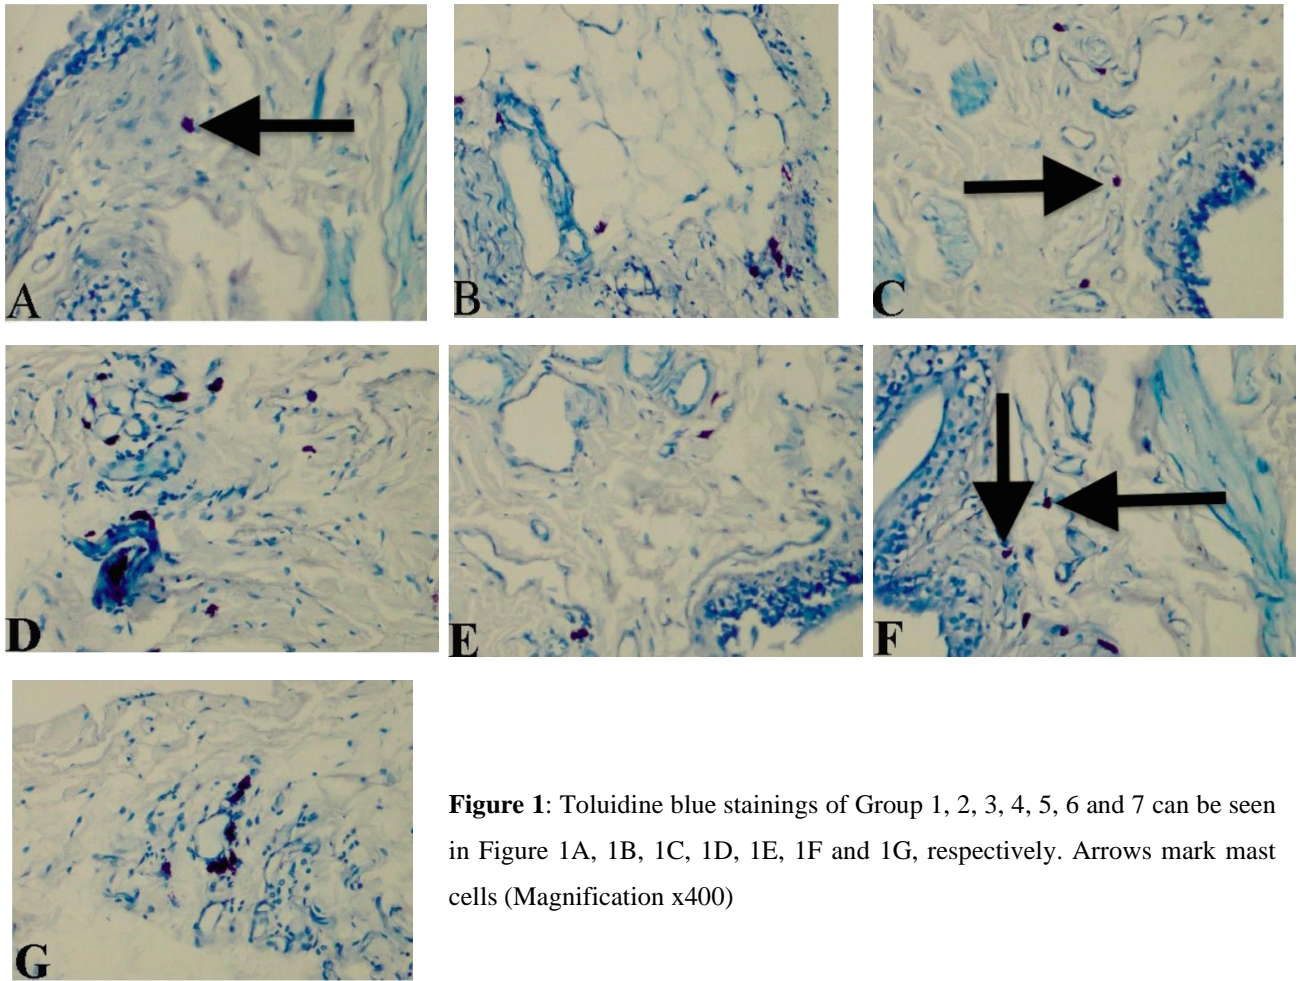 A
B
C
D
E
F
G
Figure 1: Toluidine blue stainings of Group 1, 2, 3, 4, 5, 6 and 7 can be seen
in Figure 1A, 1B, 1C, 1D, 1E, 1F and 1G, respectively. Arrows mark mast
cells (Magnification x400)